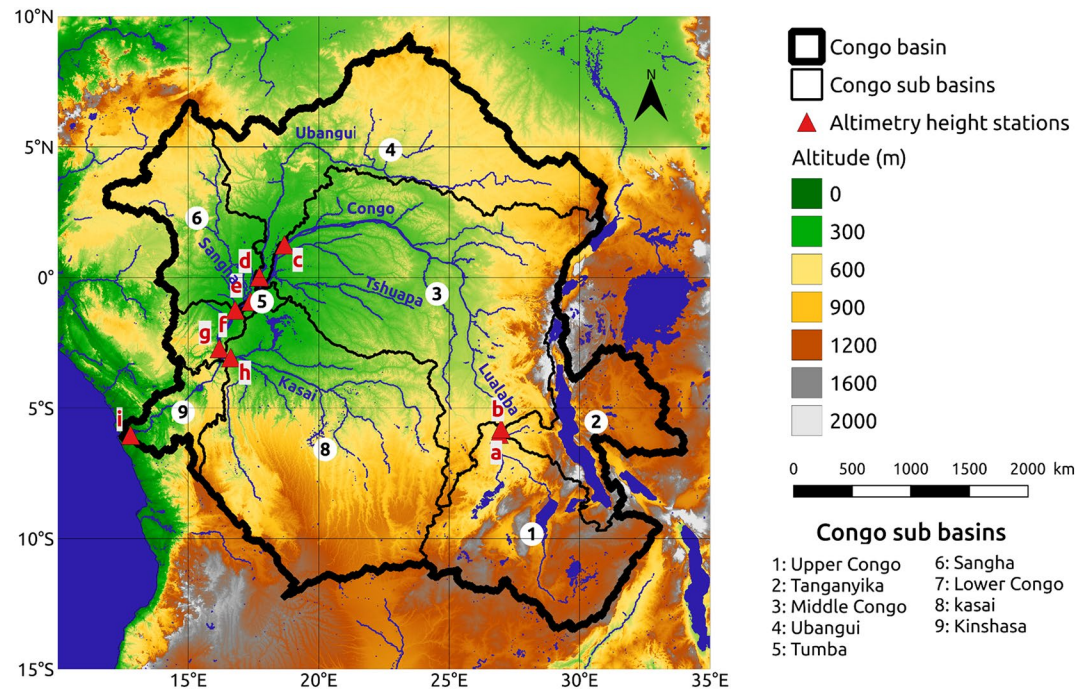 10°N
5°N
0°
5°S
10°S
15°S
15°E
20°E
25°E
30°E
35°E
N
Ubangui
4
6
Congo
Sangha
d
c
e
Tshuapa
3
5
f
g
h
Kasai
Lualaba
9
i
b
2
a
8
1
Congo basin
Congo sub basins
Altimetry height stations
Altitude (m)
0
300
600
900
1200
1600
2000
0 500 1000 1500 2000 km
Congo sub basins
1: Upper Congo
2: Tanganyika
3: Middle Congo
4: Ubangui
5: Tumba
6: Sangha
7: Lower Congo
8: kasai
9: Kinshasa